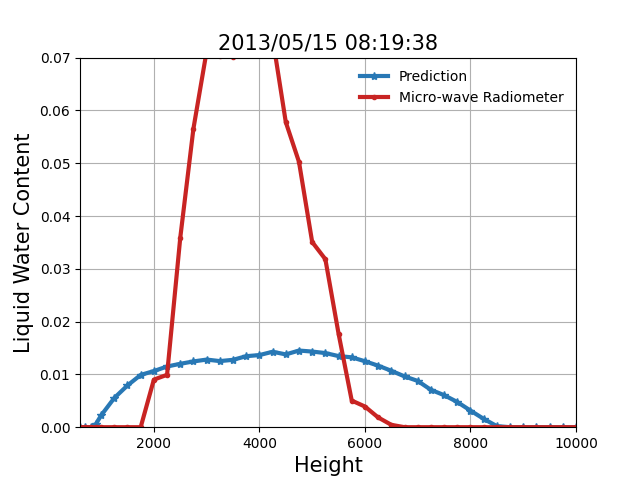 2013/05/15 08:19:38
Prediction
Micro-wave Radiometer
Liquid Water Content
0.07
0.06
0.05
0.04
0.03
0.02
0.01
0.00
2000 4000 6000 8000 10000
Height